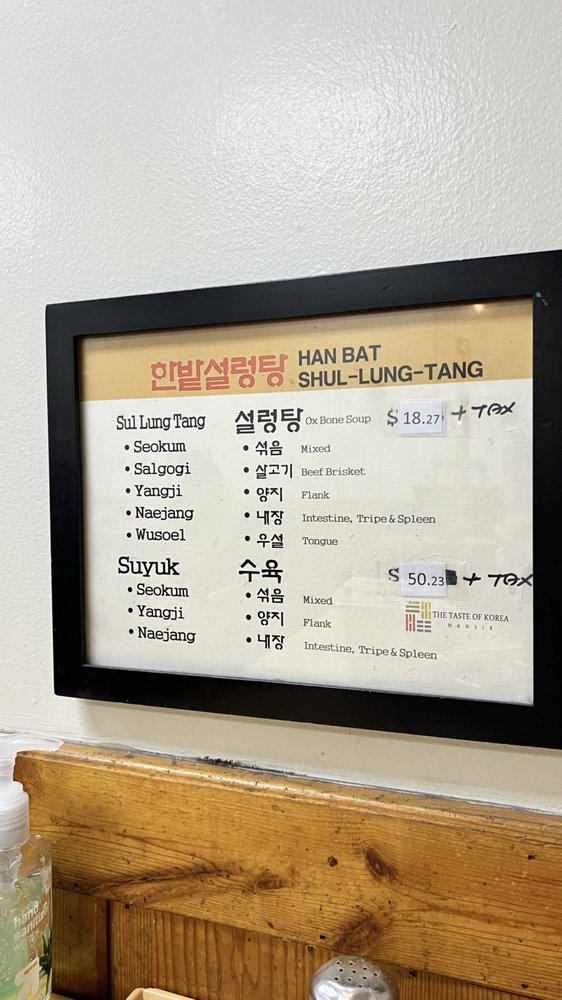 한밭설렁탕 HAN BAT
SHUL-LUNG-TANG
Sul Lung Tang 설렁탕 Ox Bone Soup $ 18.27 + TAX
• Seokum • 섞음 Mixed
• Salgogi • 살고기 Beef Brisket
• Yangji • 양지 Flank
• Naejang • 내장 Intestine, Tripe & Spleen
• Wusoel • 우설 Tongue
Suyuk 수육 $ 50.23 + TAX
• Seokum • 섞음 Mixed
• Yangji • 양지 Flank
• Naejang • 내장 Intestine, Tripe & Spleen
THE TASTE OF KOREA
HANSIK
hand
sanitizer